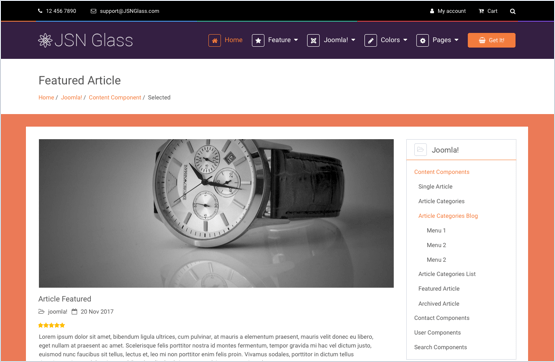 12 456 7890 support@JSNGlass.com My account Cart
JSN Glass Home Feature Joomla! Colors Pages Get It!
Featured Article
Home / Joomla! / Content Component / Selected
Joomla!
Content Components
Single Article
Article Categories
Article Categories Blog
Menu 1
Menu 2
Menu 2
Article Categories List
Featured Article
Archived Article
Contact Components
User Components
Search Components
Article Featured
joomla! 20 Nov 2017
Lorem ipsum dolor sit amet, bibendum ligula ultrices, cum pulvinar, at mauris a elementum praesent, mauris velit donec eu libero,
eget nullam at praesent ac amet. Scelerisque felis porttitor nostra id montes fermentum, tempor gravida mi hac vel dictum justo,
euismod nunc faucibus sit tellus, lectus et, leo mi non porttitor enim felis proin. Vivamus sodales, porttitor in dictum tellus